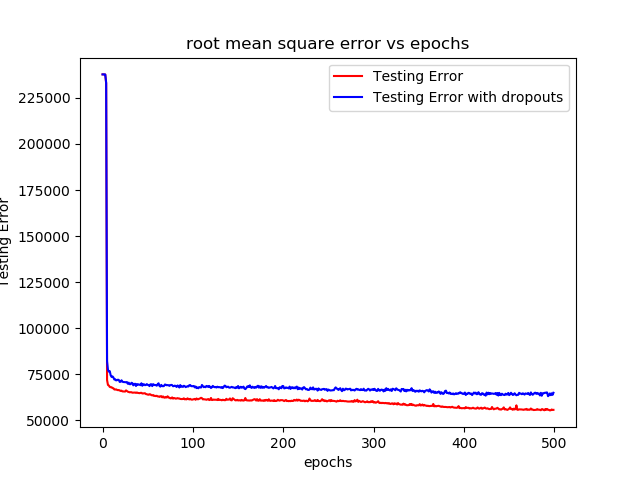 root mean square error vs epochs
Testing Error
Testing Error with dropouts
225000
200000
175000
150000
125000
100000
75000
50000
Testing Error
0
100
200
300
400
500
epochs